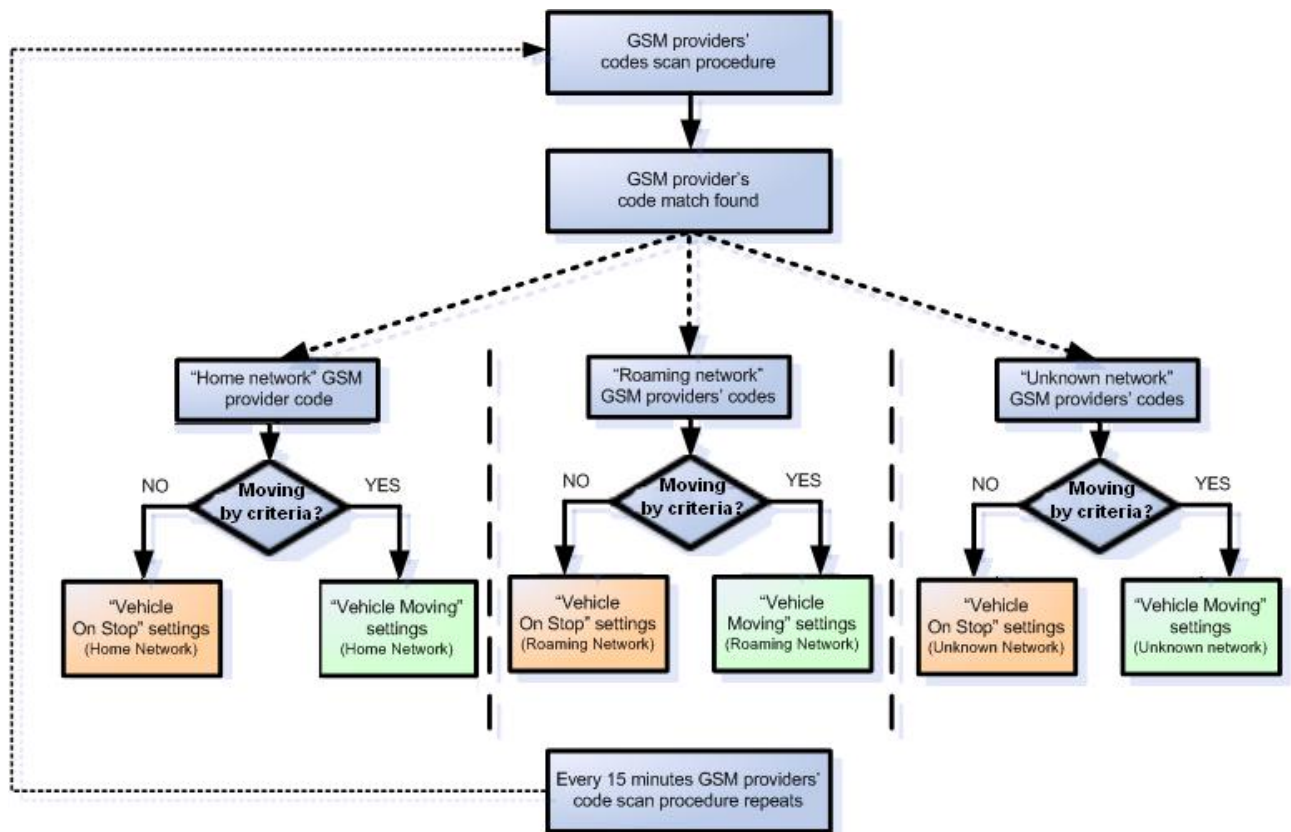 GSM providers'
codes scan procedure
GSM provider's
code match found
“Home network” GSM
provider code
“Roaming network”
GSM providers' codes
“Unknown network”
GSM providers' codes
NO
Moving
by criteria?
YES
NO
Moving
by criteria?
YES
NO
Moving
by criteria?
YES
“Vehicle
On Stop” settings
(Home Network)
“Vehicle Moving”
settings
(Home Network)
“Vehicle
On Stop” settings
(Roaming Network)
“Vehicle
Moving” settings
(Roaming Network)
“Vehicle
On Stop” settings
(Unknown Network)
“Vehicle Moving”
settings
(Unknown network)
Every 15 minutes GSM providers'
code scan procedure repeats